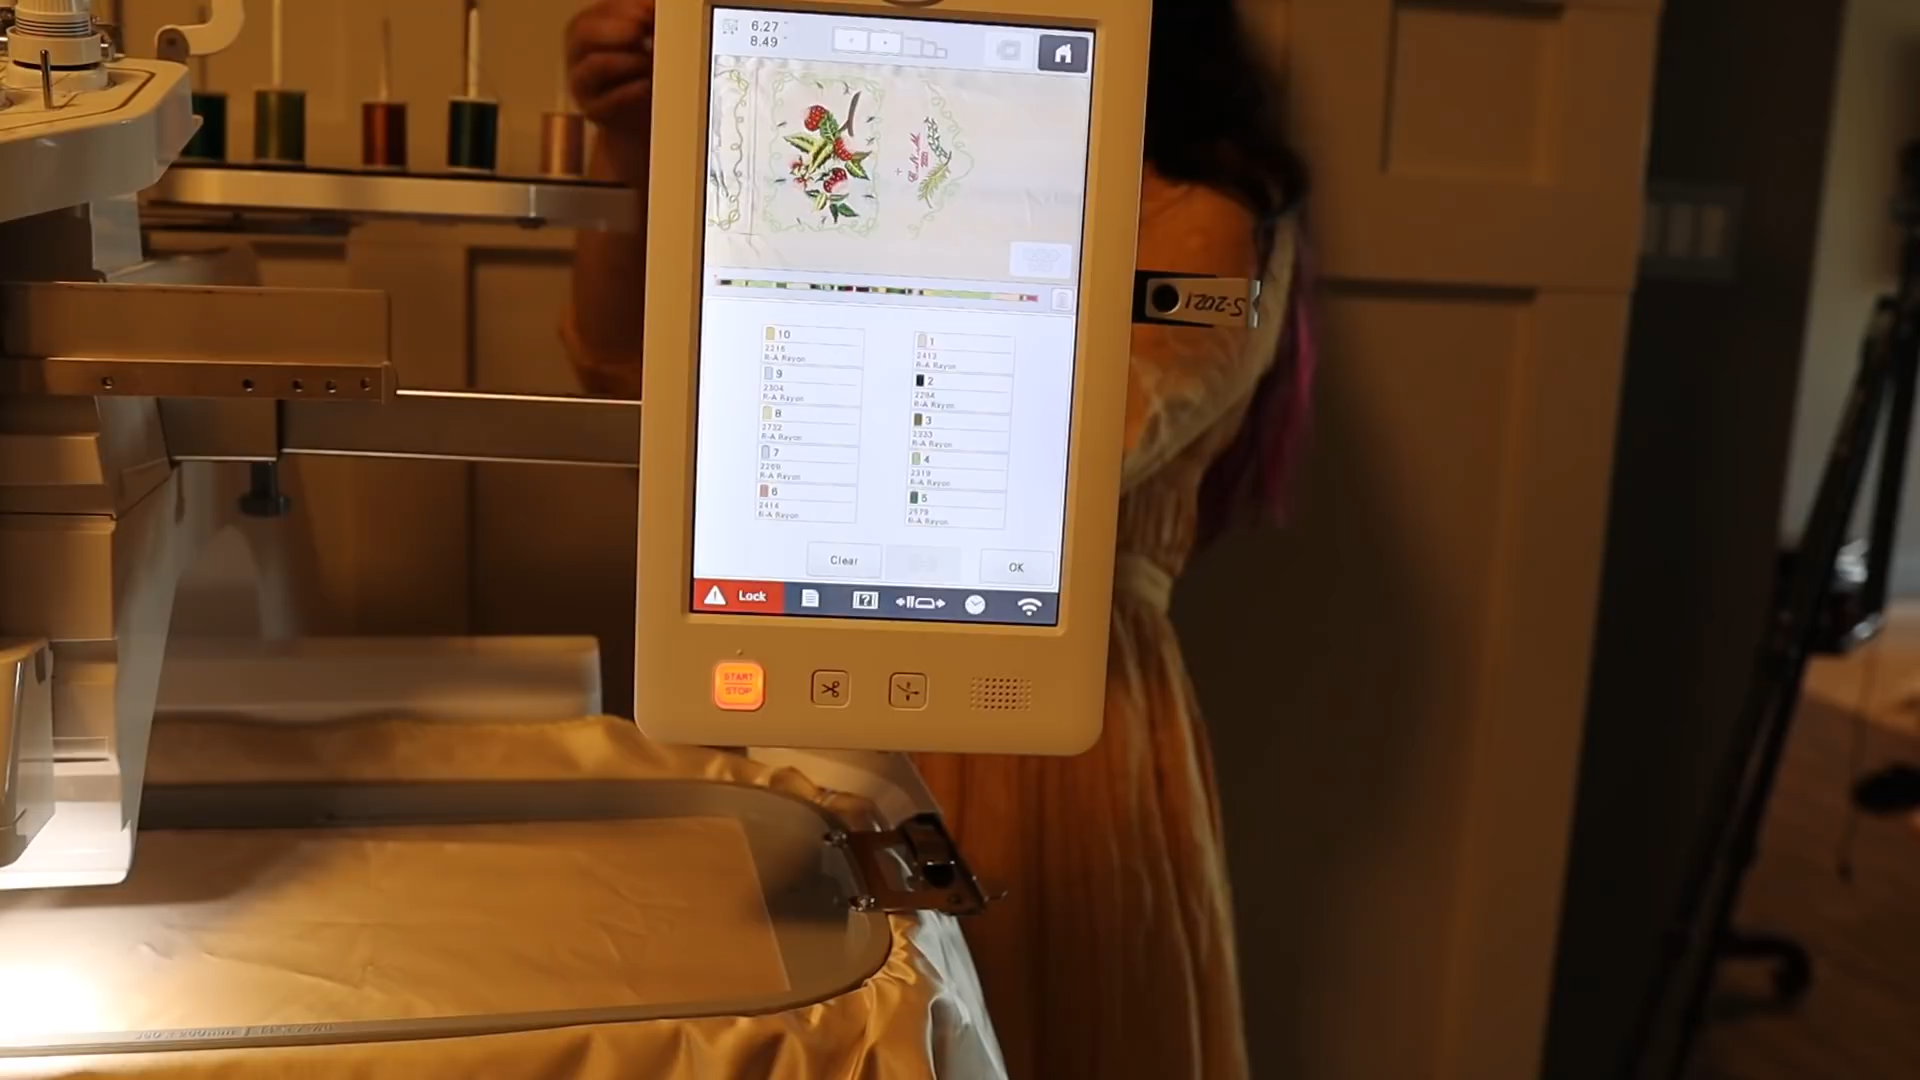 6.27 "
8.49 "
10
2216
R-A Rayon
9
2304
R-A Rayon
8
2732
R-A Rayon
7
2269
R-A Rayon
6
2414
R-A Rayon
1
2413
R-A Rayon
2
2294
R-A Rayon
3
2333
R-A Rayon
4
2319
R-A Rayon
5
2579
R-A Rayon
Clear
OK
Lock
START
STOP
S-2021